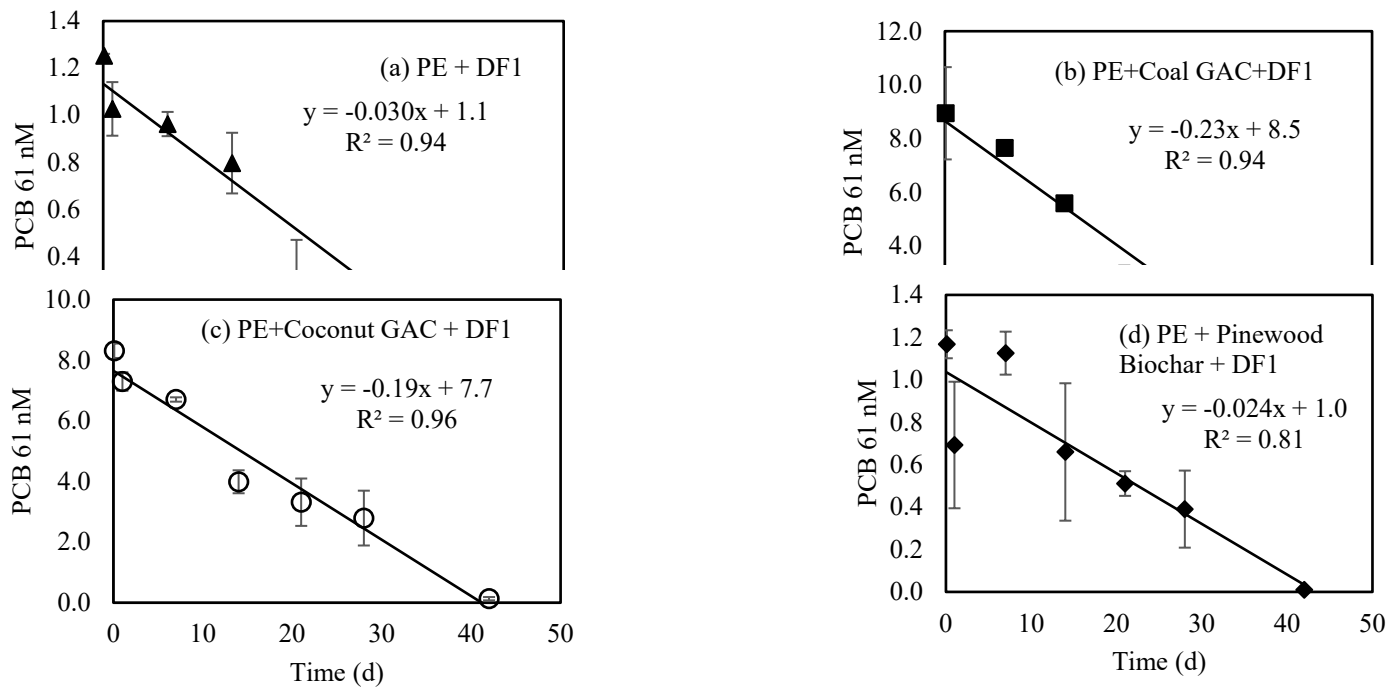 1.4
1.2
1.0
0.8
0.6
0.4
PCB 61 nM
(a) PE + DF1
y = -0.030x + 1.1
R² = 0.94
12.0
10.0
8.0
6.0
4.0
PCB 61 nM
(b) PE+Coal GAC+DF1
y = -0.23x + 8.5
R² = 0.94
10.0
8.0
6.0
4.0
2.0
0.0
PCB 61 nM
(c) PE+Coconut GAC + DF1
y = -0.19x + 7.7
R² = 0.96
0 10 20 30 40 50
Time (d)
1.4
1.2
1.0
0.8
0.6
0.4
0.2
0.0
PCB 61 nM
(d) PE + Pinewood
Biochar + DF1
y = -0.024x + 1.0
R² = 0.81
0 10 20 30 40 50
Time (d)